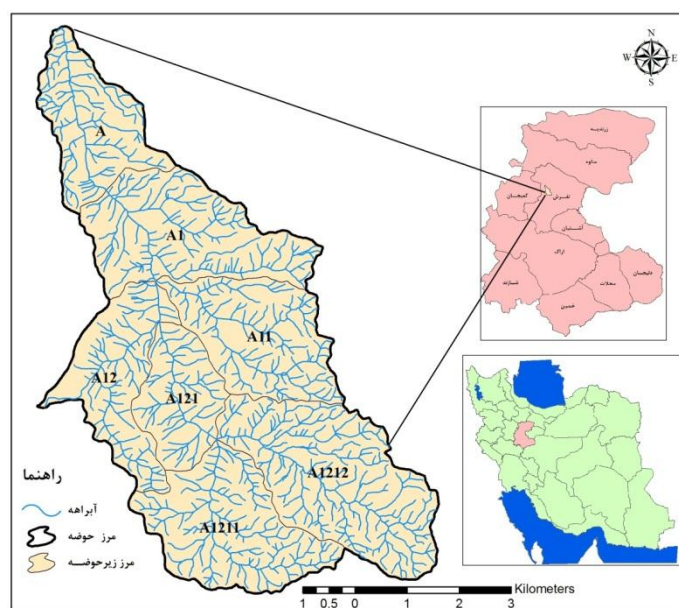 N
W E
S
A
A1
A11
A12
A121
A1212
A1211
زرندیه
ساوه
کمیجان
تفرش
آشتیان
اراک
دلیجان
شازند
محلات
خمین
راهنما
آبراهه
مرز حوضه
مرز زیرحوضه
Kilometers
1 0.5 0 1 2 3